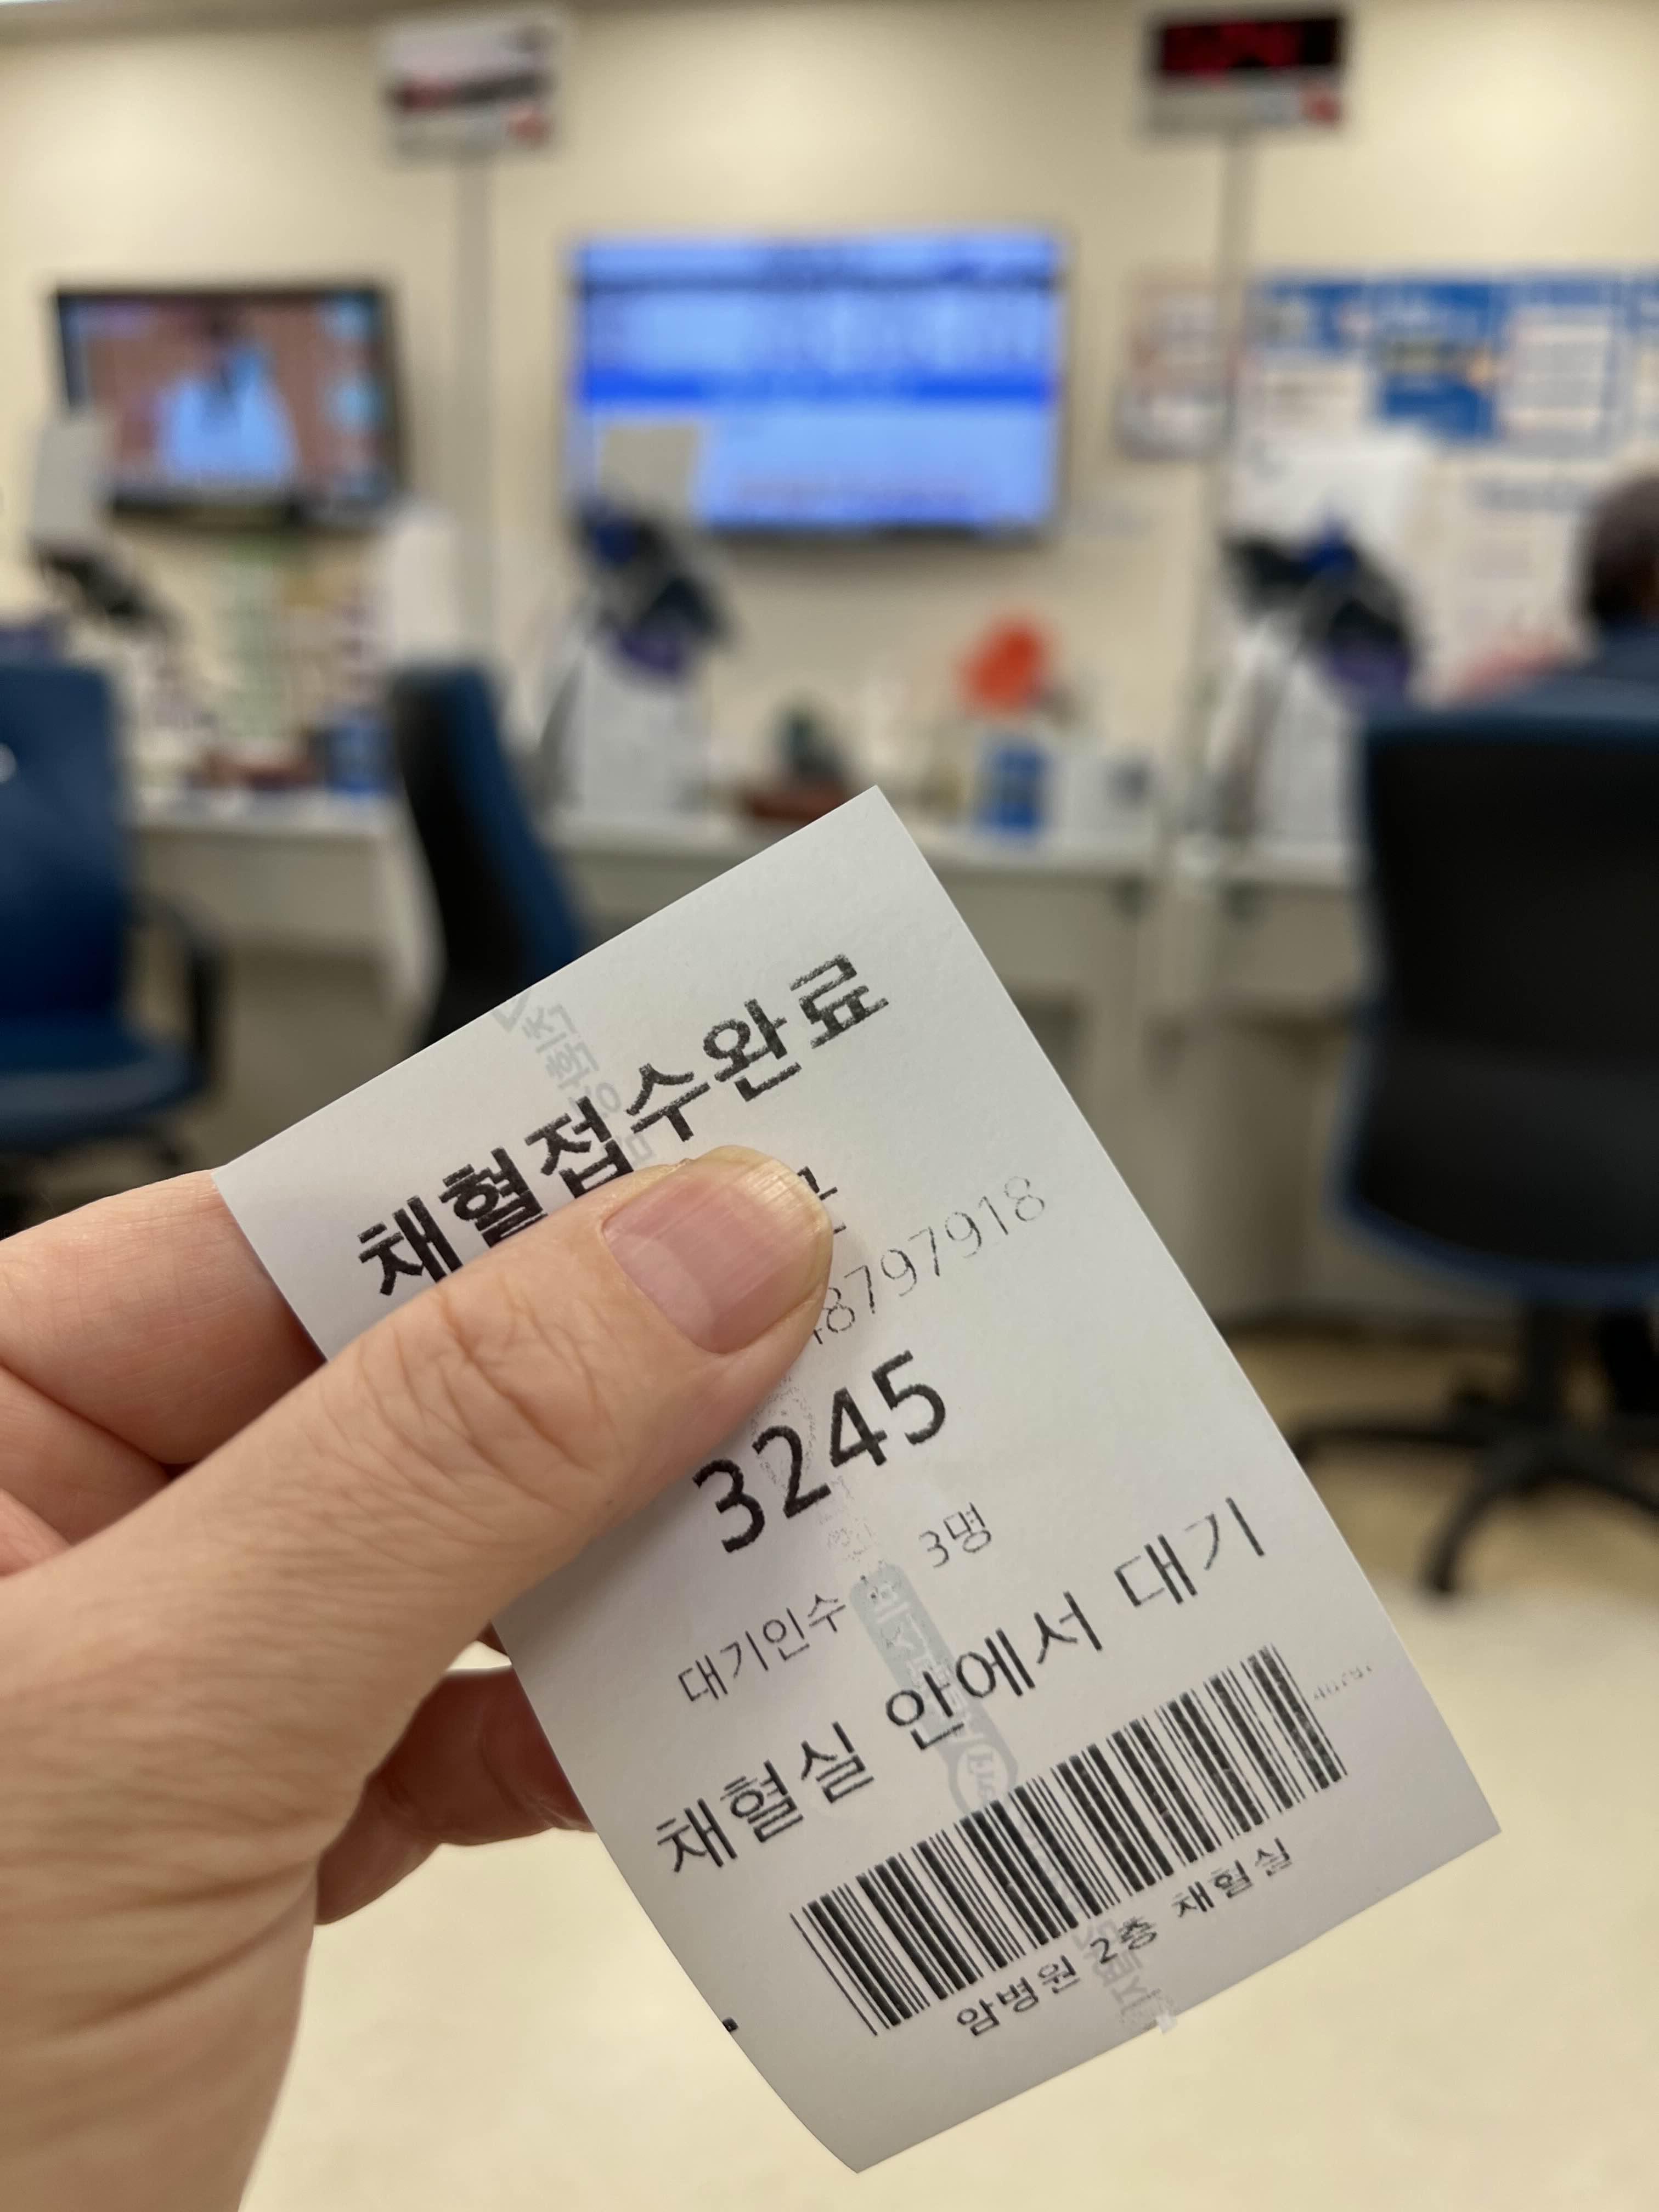 채혈접수완료
8797918
3245
대기인수 : 3명
채혈실 안에서 대기
암병원 2층 채혈실